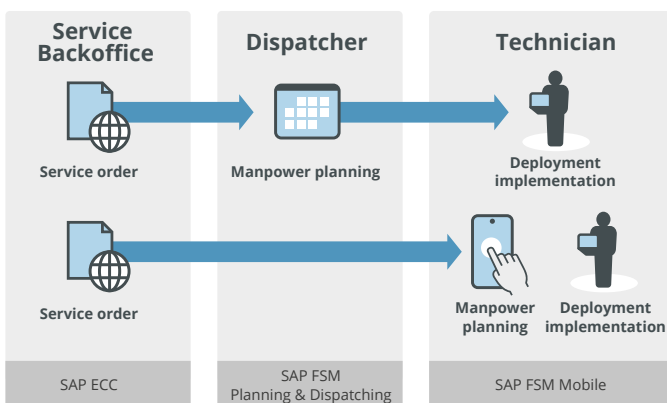 Service
Backoffice
Dispatcher
Technician
Service order
Manpower planning
Deployment
implementation
Service order
Manpower
planning
Deployment
implementation
SAP ECC
SAP FSM
Planning & Dispatching
SAP FSM Mobile